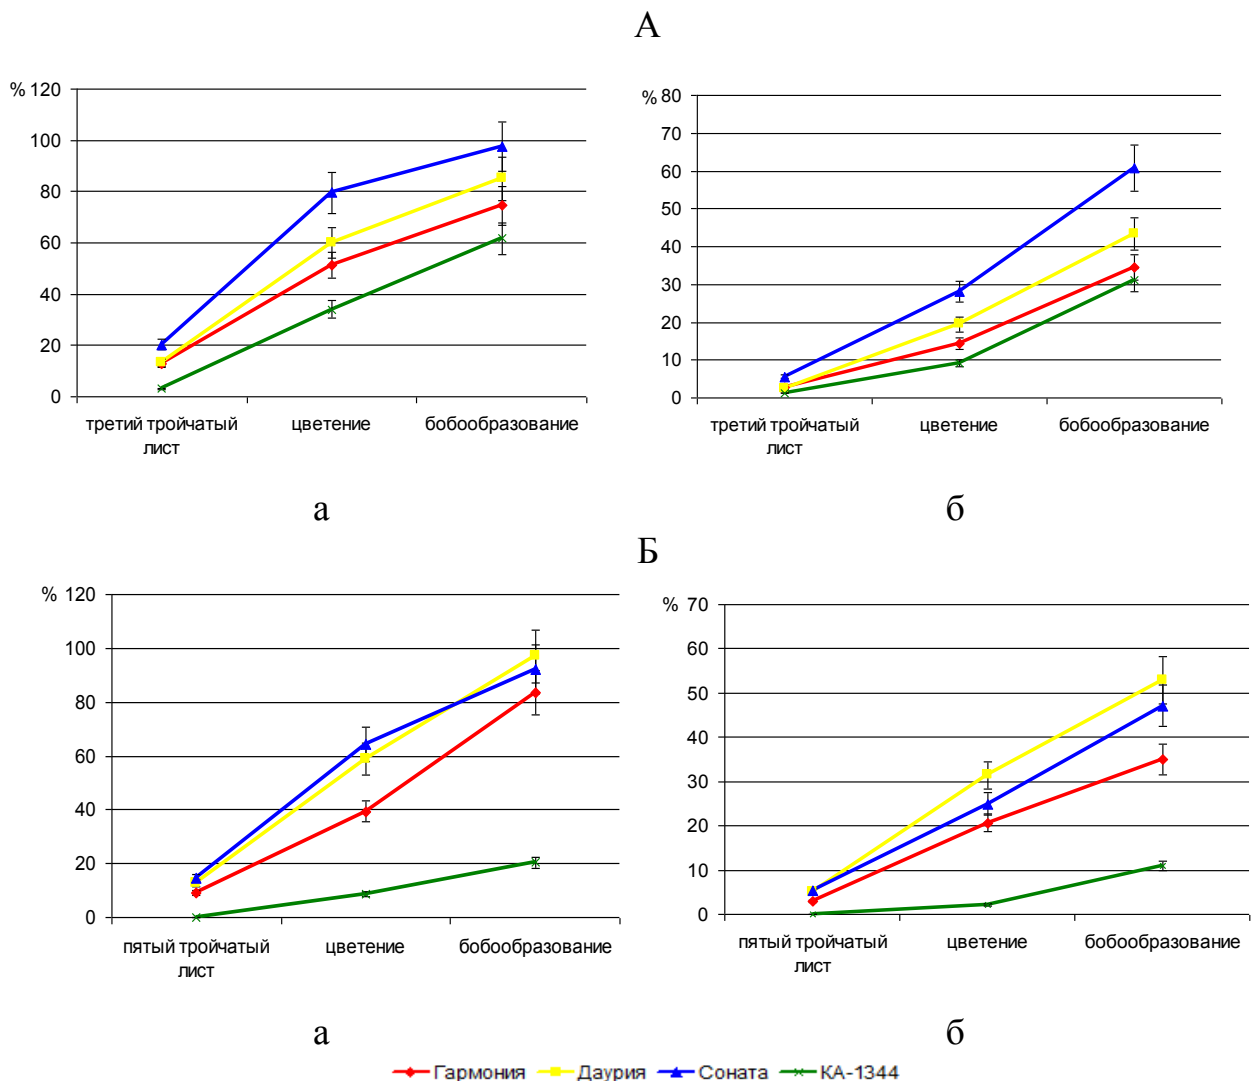 А
% 120
100
80
60
40
20
0
третий тройчатый
лист
цветение
бобообразование
а
% 80
70
60
50
40
30
20
10
0
третий тройчатый
лист
цветение
бобообразование
б
Б
% 120
100
80
60
40
20
0
пятый тройчатый
лист
цветение
бобообразование
а
% 70
60
50
40
30
20
10
0
пятый тройчатый
лист
цветение
бобообразование
б
Гармония Даурия Соната КА-1344